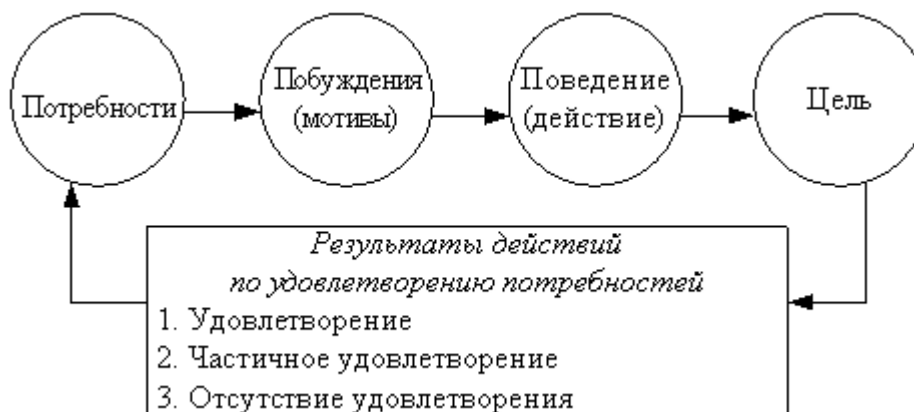 Потребности
Побуждения
(мотивы)
Поведение
(действие)
Цель
Результаты действий
по удовлетворению потребностей
1. Удовлетворение
2. Частичное удовлетворение
3. Отсутствие удовлетворения